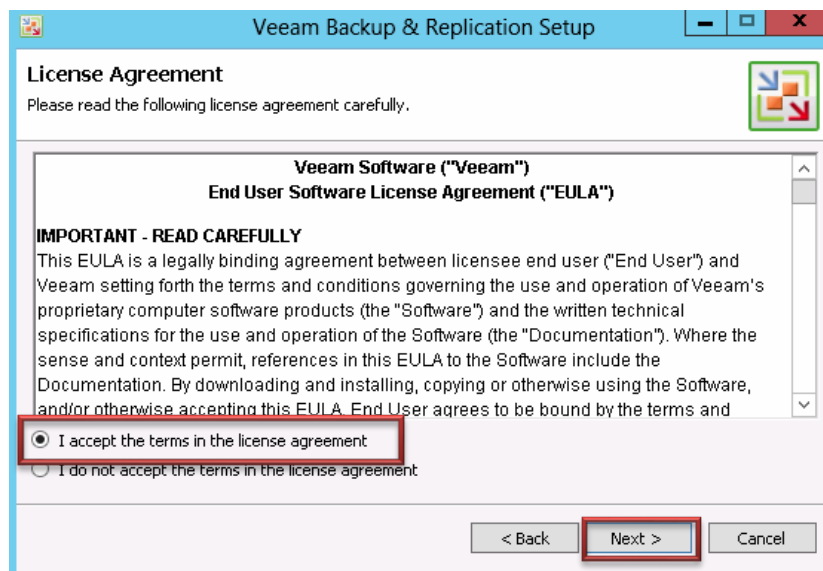 Veeam Backup & Replication Setup
License Agreement
Please read the following license agreement carefully.
Veeam Software ("Veeam")
End User Software License Agreement ("EULA")
IMPORTANT - READ CAREFULLY
This EULA is a legally binding agreement between licensee end user ("End User") and
Veeam setting forth the terms and conditions governing the use and operation of Veeam's
proprietary computer software products (the "Software") and the written technical
specifications for the use and operation of the Software (the "Documentation"). Where the
sense and context permit, references in this EULA to the Software include the
Documentation. By downloading and installing, copying or otherwise using the Software,
and/or otherwise accepting this EULA, End User agrees to be bound by the terms and
I accept the terms in the license agreement
I do not accept the terms in the license agreement
< Back Next > Cancel